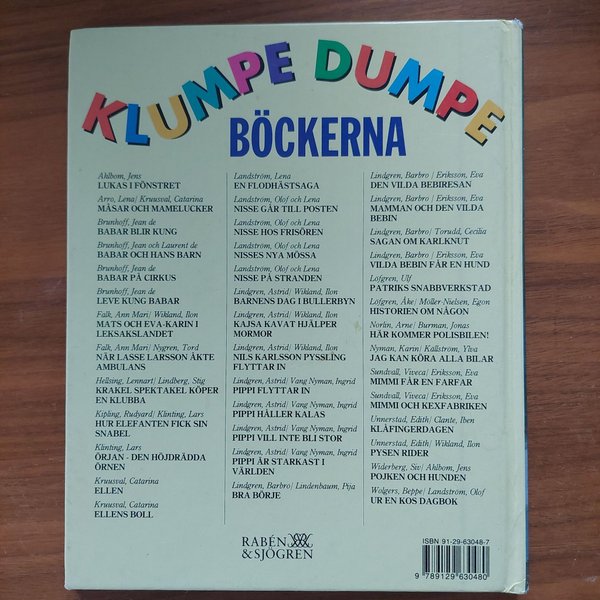 KLUMPE DUMPE
BÖCKERNA
Ahlbom, Jens
LUKAS I FÖNSTRET
Arro, Lena/ Kruusval, Catarina
MÅSAR OCH MAMELUCKER
Brunhoff, Jean de
BABAR BLIR KUNG
Brunhoff, Jean och Laurent de
BABAR OCH HANS BARN
Brunhoff, Jean de
BABAR PÅ CIRKUS
Brunhoff, Jean de
LEVE KUNG BABAR
Falk, Ann Mari/ Wikland, Ilon
MATS OCH EVA-KARIN I
LEKSAKSLANDET
Falk, Ann Mari/ Nygren, Tord
NÄR LASSE LARSSON ÅKTE
AMBULANS
Hellsing, Lennart/ Lindberg, Stig
KRAKEL SPEKTAKEL KÖPER
EN KLUBBA
Kipling, Rudyard/ Klinting, Lars
HUR ELEFANTEN FICK SIN
SNABEL
Klinting, Lars
ÖRJAN - DEN HÖJDRÄDDA
ÖRNEN
Kruusval, Catarina
ELLEN
Kruusval, Catarina
ELLENS BOLL
Landström, Lena
EN FLODHÄSTSAGA
Landström, Olof och Lena
NISSE GÅR TILL POSTEN
Landström, Olof och Lena
NISSE HOS FRISÖREN
Landström, Olof och Lena
NISSES NYA MÖSSA
Landström, Olof och Lena
NISSE PÅ STRANDEN
Lindgren, Astrid/ Wikland, Ilon
BARNENS DAG I BULLERBYN
Lindgren, Astrid/ Wikland, Ilon
KAJSA KAVAT HJÄLPER
MORMOR
Lindgren, Astrid/ Wikland, Ilon
NILS KARLSSON PYSSLING
FLYTTAR IN
Lindgren, Astrid/ Vang Nyman, Ingrid
PIPPI FLYTTAR IN
Lindgren, Astrid/ Vang Nyman, Ingrid
PIPPI HÅLLER KALAS
Lindgren, Astrid/ Vang Nyman, Ingrid
PIPPI VILL INTE BLI STOR
Lindgren, Astrid/ Vang Nyman, Ingrid
PIPPI ÄR STARKAST I
VÄRLDEN
Lindgren, Barbro/ Lindenbaum, Pija
BRA BÖRJE
Lindgren, Barbro/ Eriksson, Eva
DEN VILDA BEBIRESAN
Lindgren, Barbro/ Eriksson, Eva
MAMMAN OCH DEN VILDA
BEBIN
Lindgren, Barbro/ Torudd, Cecilia
SAGAN OM KARLKNUT
Lindgren, Barbro/ Eriksson, Eva
VILDA BEBIN FÅR EN HUND
Löfgren, Ulf
PATRIKS SNABBVERKSTAD
Löfgren, Åke/ Möller-Nielsen, Egon
HISTORIEN OM NÅGON
Norlin, Arne/ Burman, Jonas
HÄR KOMMER POLISBILEN!
Nyman, Karin/ Källström, Ylva
JAG KAN KÖRA ALLA BILAR
Sundvall, Viveca/ Eriksson, Eva
MIMMI FÅR EN FARFAR
Sundvall, Viveca/ Eriksson, Eva
MIMMI OCH KEXFABRIKEN
Unnerstad, Edith/ Clante, Iben
KLÅFINGERDAGEN
Unnerstad, Edith/ Wikland, Ilon
PYSEN RIDER
Widerberg, Siv/ Ahlbom, Jens
POJKEN OCH HUNDEN
Wolgers, Beppe/ Landström, Olof
UR EN KOS DAGBOK
RABÉN
&SJÖGREN
ISBN 91-29-63048-7
9 789129 630480